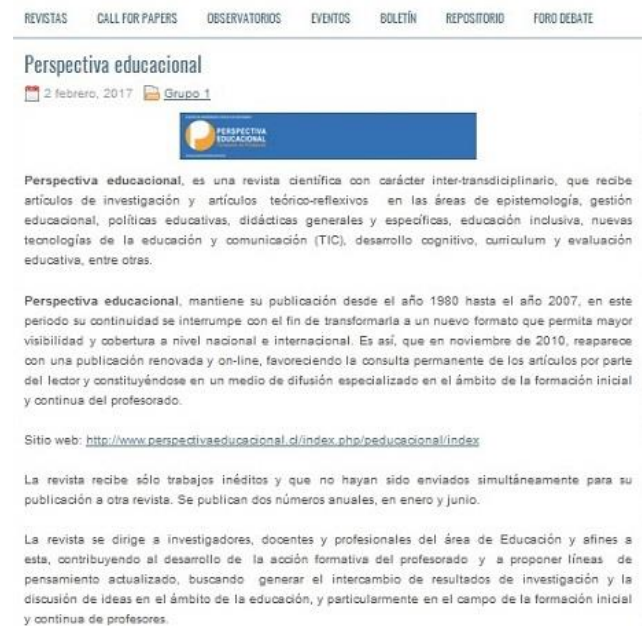 REVISTAS CALL FOR PAPERS OBSERVATORIOS EVENTOS BOLETÍN REPOSITORIO FORO DEBATE
Perspectiva educacional
2 febrero, 2017 Grupo 1
PERSPECTIVA
EDUCACIONAL
Perspectiva educacional, es una revista científica con carácter inter-transdiciplinario, que recibe
artículos de investigación y artículos teórico-reflexivos en las áreas de epistemología, gestión
educacional, políticas educativas, didácticas generales y específicas, educación inclusiva, nuevas
tecnologías de la educación y comunicación (TIC), desarrollo cognitivo, curriculum y evaluación
educativa, entre otras.
Perspectiva educacional, mantiene su publicación desde el año 1980 hasta el año 2007, en este
periodo su continuidad se interrumpe con el fin de transformarla a un nuevo formato que permita mayor
visibilidad y cobertura a nivel nacional e internacional. Es así, que en noviembre de 2010, reaparece
con una publicación renovada y on-line, favoreciendo la consulta permanente de los artículos por parte
del lector y constituyéndose en un medio de difusión especializado en el ámbito de la formación inicial
y continua del profesorado.
Sitio web: http://www.perspectivaeducacional.cl/index.php/peducacional/index
La revista recibe sólo trabajos inéditos y que no hayan sido enviados simultáneamente para su
publicación a otra revista. Se publican dos números anuales, en enero y junio.
La revista se dirige a investigadores, docentes y profesionales del área de Educación y afines a
esta, contribuyendo al desarrollo de la acción formativa del profesorado y a proponer líneas de
pensamiento actualizado, buscando generar el intercambio de resultados de investigación y la
discusión de ideas en el ámbito de la educación, y particularmente en el campo de la formación inicial
y continua de profesores.